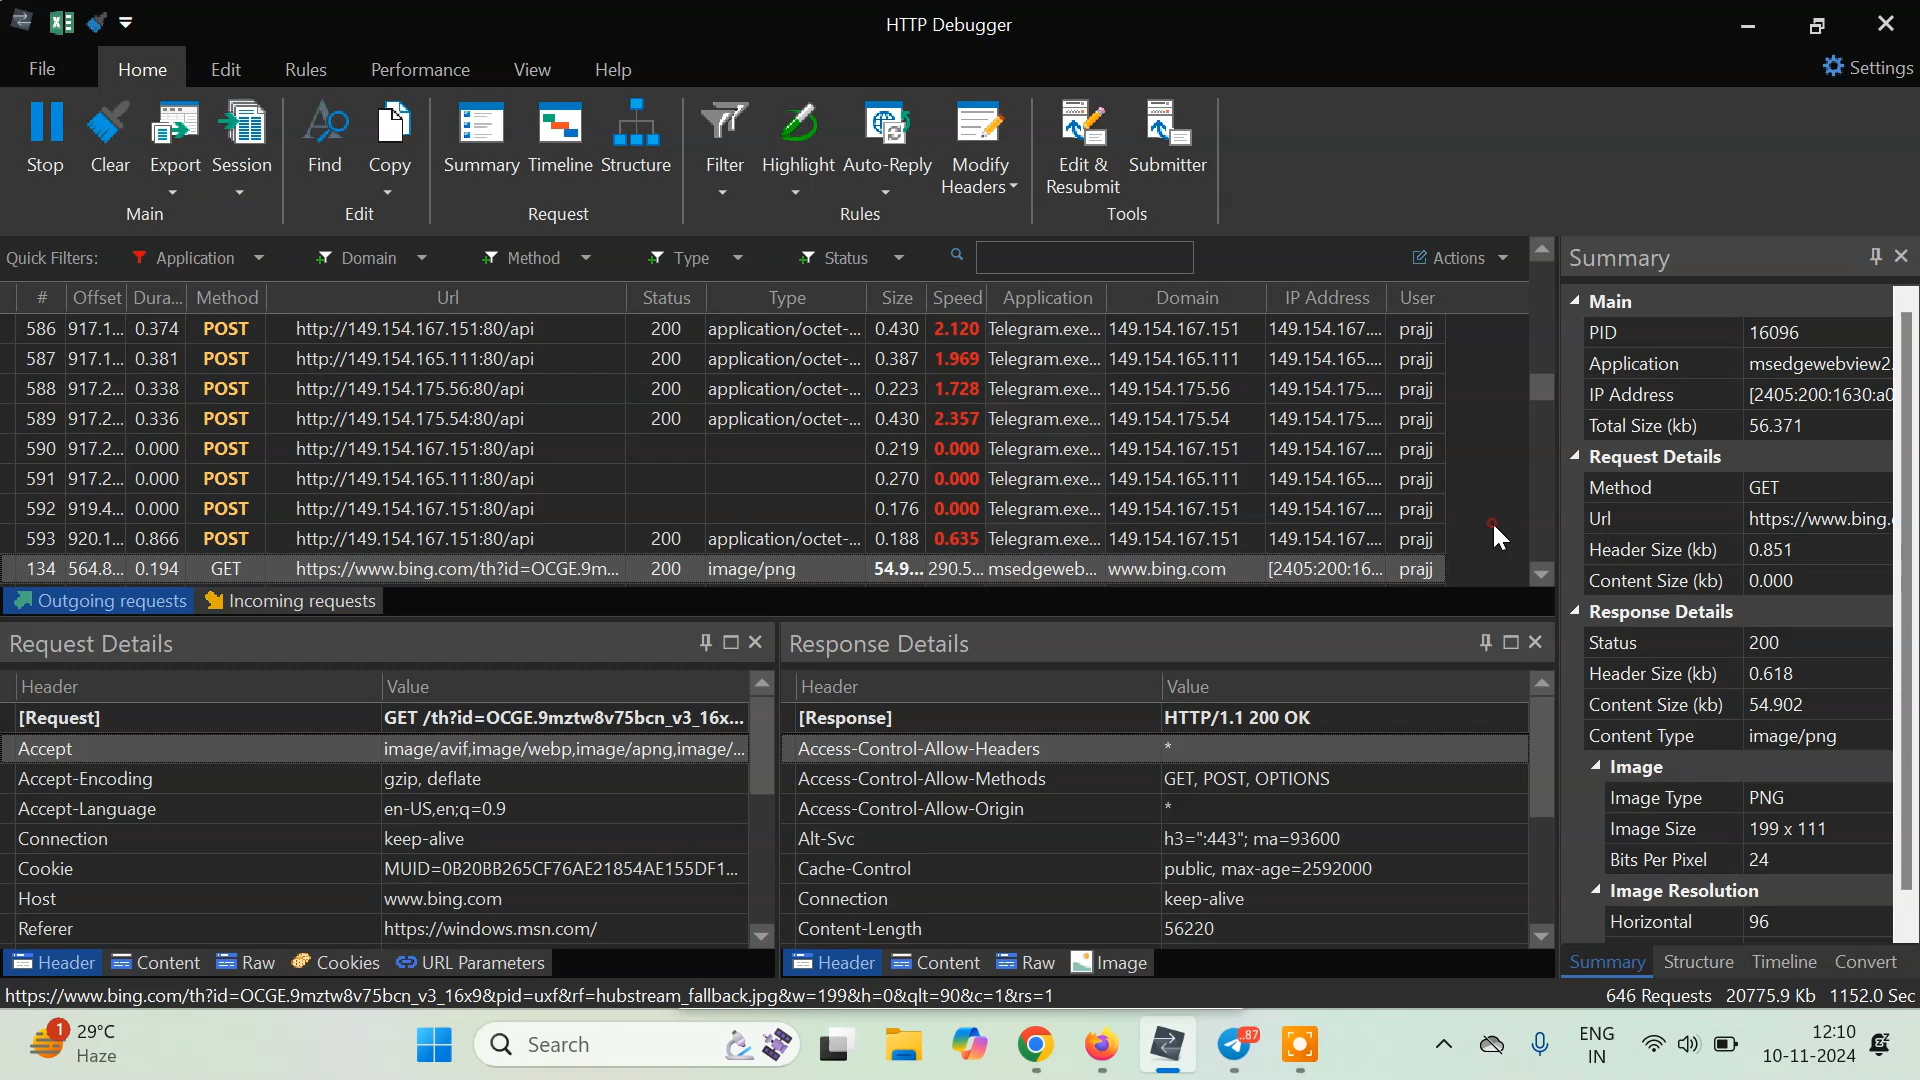 HTTP Debugger
File Home Edit Rules Performance View Help Settings
Stop Clear Export Session Find Copy Summary Timeline Structure Filter Highlight Auto-Reply Modify Headers Edit & Resubmit Submitter
Main Edit Request Rules Tools
Quick Filters: Application Domain Method Type Status Actions
# Offset Dura... Method Url Status Type Size Speed Application Domain IP Address User
586 917.1... 0.374 POST http://149.154.167.151:80/api 200 application/octet-... 0.430 2.120 Telegram.exe... 149.154.167.151 149.154.167.... prajj
587 917.1... 0.381 POST http://149.154.165.111:80/api 200 application/octet-... 0.387 1.969 Telegram.exe... 149.154.165.111 149.154.165.... prajj
588 917.2... 0.338 POST http://149.154.175.56:80/api 200 application/octet-... 0.223 1.728 Telegram.exe... 149.154.175.56 149.154.175.... prajj
589 917.2... 0.336 POST http://149.154.175.54:80/api 200 application/octet-... 0.430 2.357 Telegram.exe... 149.154.175.54 149.154.175.... prajj
590 917.2... 0.000 POST http://149.154.167.151:80/api 0.219 0.000 Telegram.exe... 149.154.167.151 149.154.167.... prajj
591 917.2... 0.000 POST http://149.154.165.111:80/api 0.270 0.000 Telegram.exe... 149.154.165.111 149.154.165.... prajj
592 919.4... 0.000 POST http://149.154.167.151:80/api 0.176 0.000 Telegram.exe... 149.154.167.151 149.154.167.... prajj
593 920.1... 0.866 POST http://149.154.167.151:80/api 200 application/octet-... 0.188 0.635 Telegram.exe... 149.154.167.151 149.154.167.... prajj
134 564.8... 0.194 GET https://www.bing.com/th?id=OCGE.9m... 200 image/png 54.9... 290.5... msedgeweb... www.bing.com [2405:200:16... prajj
Outgoing requests Incoming requests
Request Details
Header Value
[Request] GET /th?id=OCGE.9mztw8v75bcn_v3_16x...
Accept image/avif,image/webp,image/apng,image/...
Accept-Encoding gzip, deflate
Accept-Language en-US,en;q=0.9
Connection keep-alive
Cookie MUID=0B20BB265CF76AE21854AE155DF1...
Host www.bing.com
Referer https://windows.msn.com/
Header Content Raw Cookies URL Parameters
Response Details
Header Value
[Response] HTTP/1.1 200 OK
Access-Control-Allow-Headers *
Access-Control-Allow-Methods GET, POST, OPTIONS
Access-Control-Allow-Origin *
Alt-Svc h3=":443"; ma=93600
Cache-Control public, max-age=2592000
Connection keep-alive
Content-Length 56220
Header Content Raw Image
Summary
Main
PID 16096
Application msedgewebview2.
IP Address [2405:200:1630:a0
Total Size (kb) 56.371
Request Details
Method GET
Url https://www.bing.
Header Size (kb) 0.851
Content Size (kb) 0.000
Response Details
Status 200
Header Size (kb) 0.618
Content Size (kb) 54.902
Content Type image/png
Image
Image Type PNG
Image Size 199 x 111
Bits Per Pixel 24
Image Resolution
Horizontal 96
Summary Structure Timeline Convert
https://www.bing.com/th?id=OCGE.9mztw8v75bcn_v3_16x9&pid=uxf&rf=hubstream_fallback.jpg&w=199&h=0&qlt=90&c=1&rs=1
646 Requests 20775.9 Kb 1152.0 Sec
1 29°C
Haze
Search
.87
ENG
IN
12:10
10-11-2024